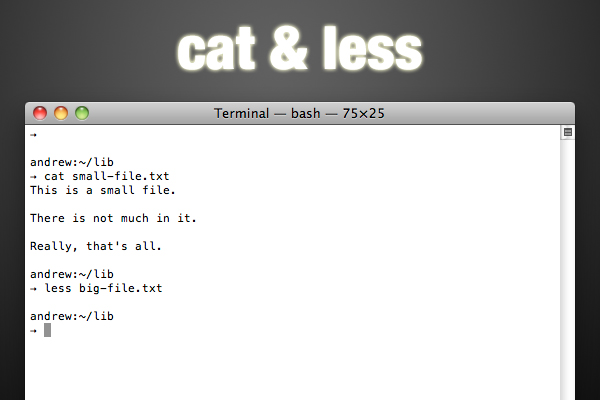 cat & less
Terminal — bash — 75×25
→
andrew:~/lib
→ cat small-file.txt
This is a small file.
There is not much in it.
Really, that's all.
andrew:~/lib
→ less big-file.txt
andrew:~/lib
→